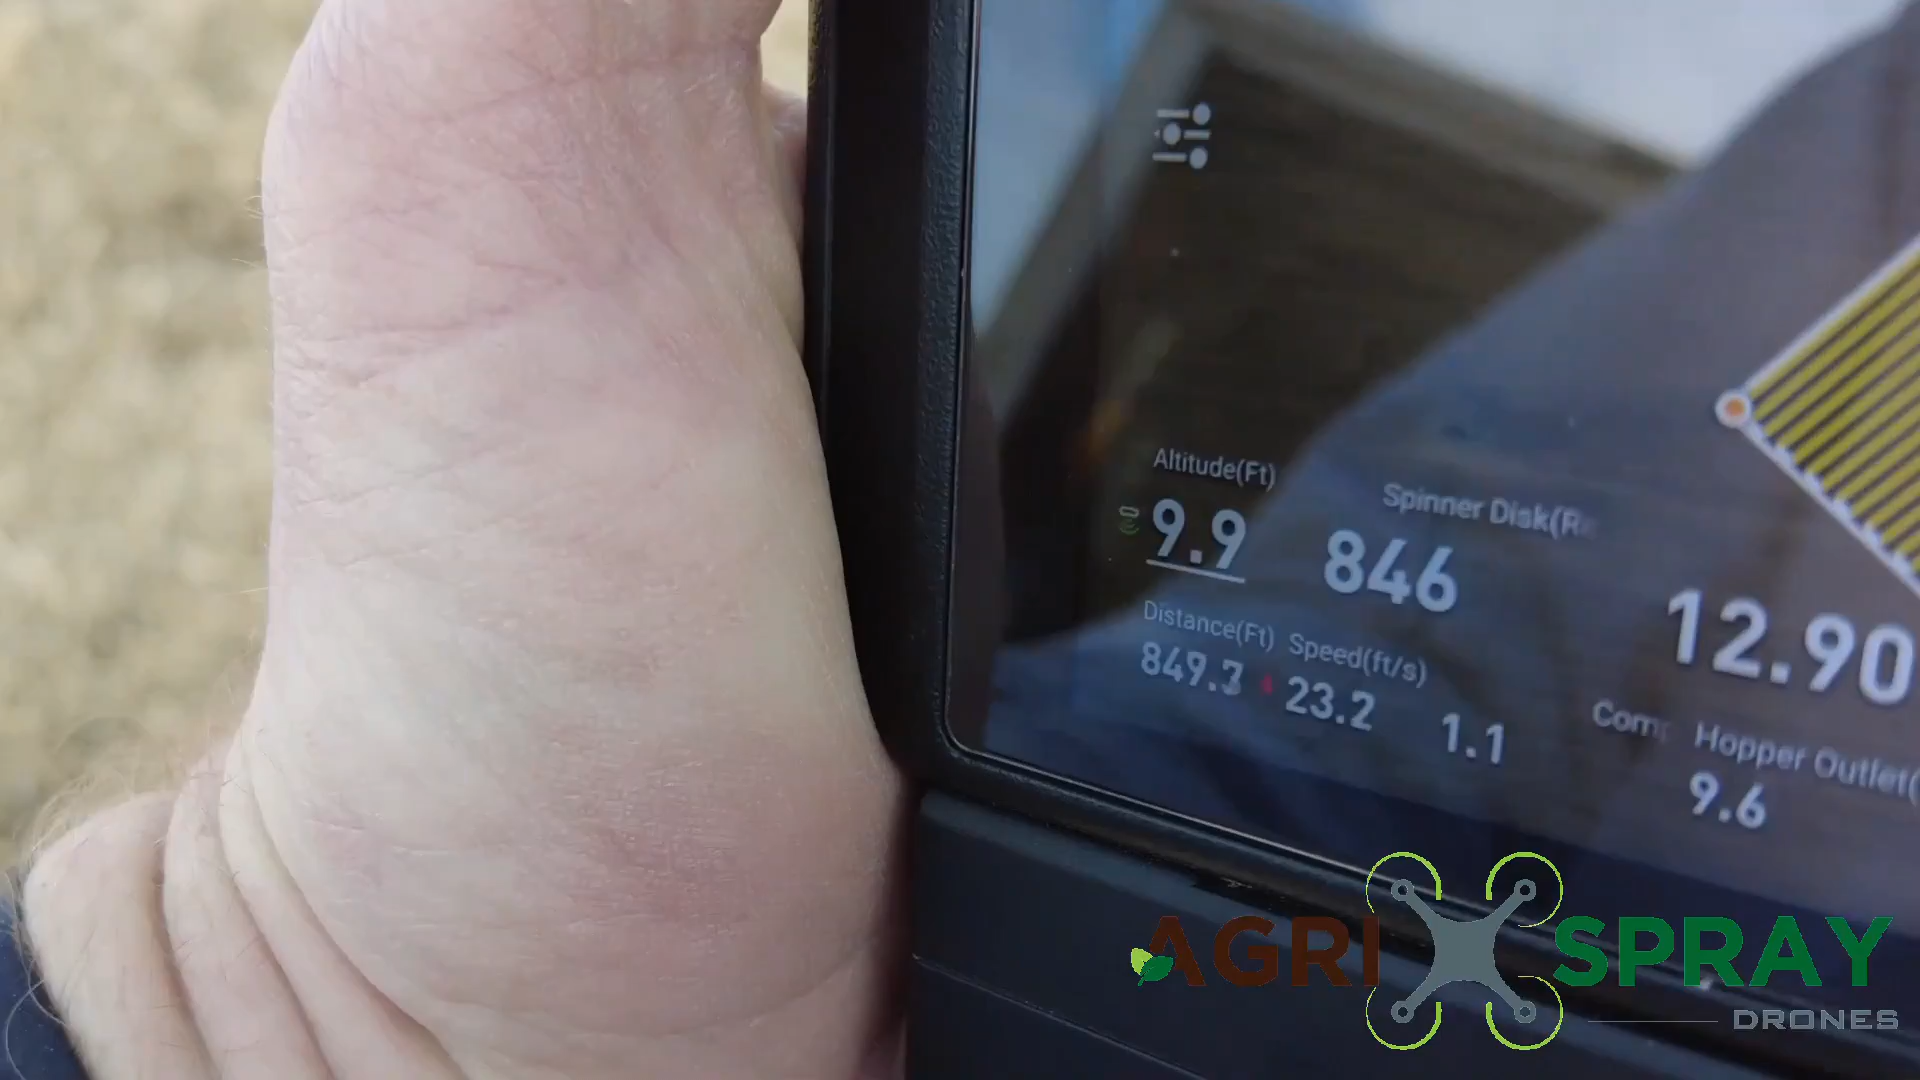 Altitude(Ft)
9.9
Spinner Disk(R
846
12.90
Distance(Ft) Speed(ft/s)
849.3 23.2 1.1
Hopper Outlet(
9.6
AGRI SPRAY
DRONES